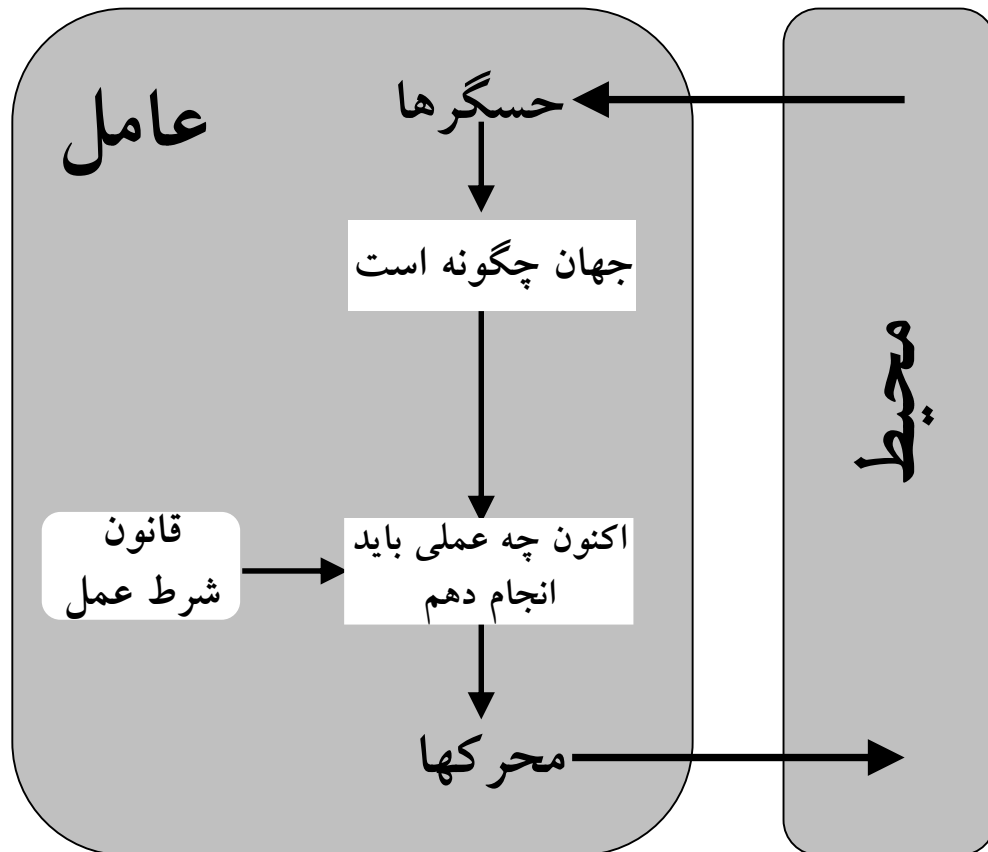 عامل
حسگرها
جهان چگونه است
محیط
قانون
شرط عمل
اکنون چه عملی باید
انجام دهم
محرکها